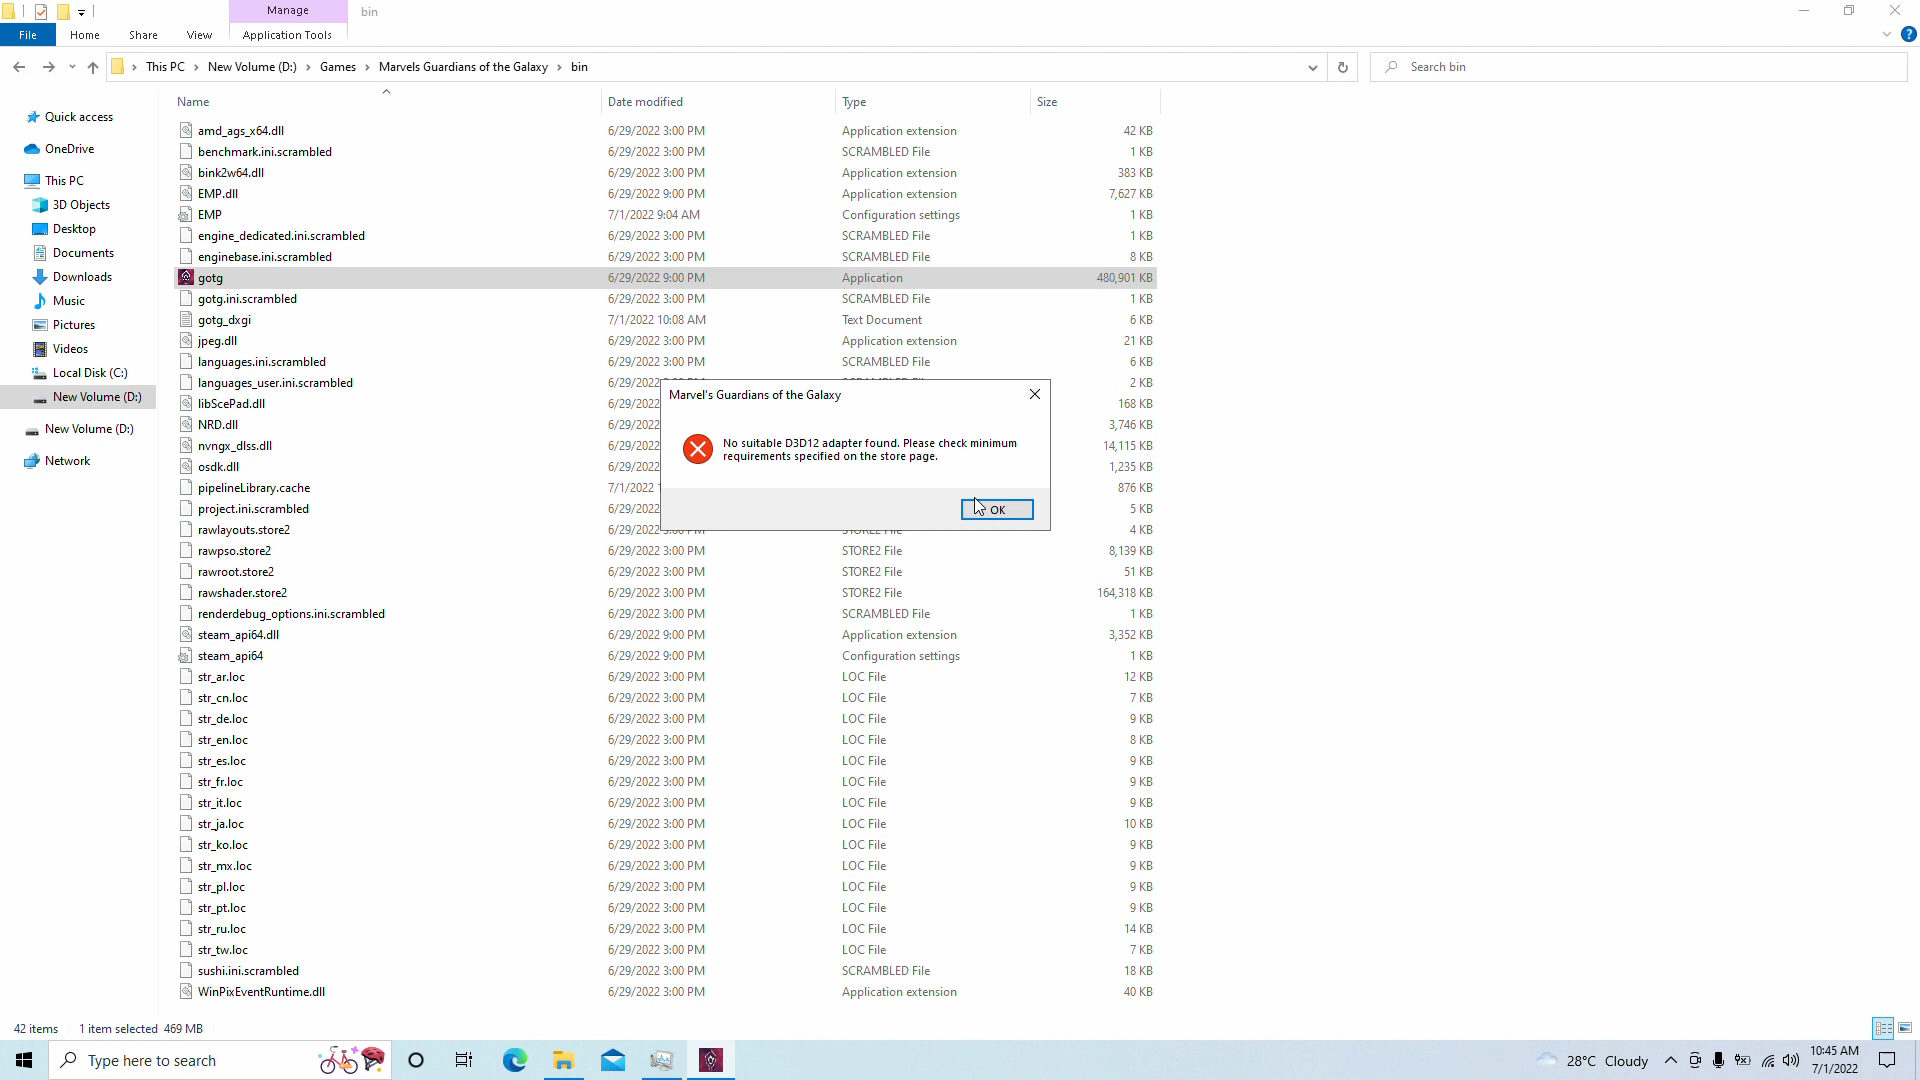 Manage bin
File Home Share View Application Tools
This PC New Volume (D:) Games Marvels Guardians of the Galaxy bin Search bin
Name Date modified Type Size
Quick access
OneDrive
This PC
3D Objects
Desktop
Documents
Downloads
Music
Pictures
Videos
Local Disk (C:)
New Volume (D:)
New Volume (D:)
Network
amd_ags_x64.dll 6/29/2022 3:00 PM Application extension 42 KB
benchmark.ini.scrambled 6/29/2022 3:00 PM SCRAMBLED File 1 KB
bink2w64.dll 6/29/2022 3:00 PM Application extension 383 KB
EMP.dll 6/29/2022 9:00 PM Application extension 7,627 KB
EMP 7/1/2022 9:04 AM Configuration settings 1 KB
engine_dedicated.ini.scrambled 6/29/2022 3:00 PM SCRAMBLED File 1 KB
enginebase.ini.scrambled 6/29/2022 3:00 PM SCRAMBLED File 8 KB
gotg 6/29/2022 9:00 PM Application 480,901 KB
gotg.ini.scrambled 6/29/2022 3:00 PM SCRAMBLED File 1 KB
gotg_dxgi 7/1/2022 10:08 AM Text Document 6 KB
jpeg.dll 6/29/2022 3:00 PM Application extension 21 KB
languages.ini.scrambled 6/29/2022 3:00 PM SCRAMBLED File 6 KB
languages_user.ini.scrambled 6/29/2022 2 KB
libScePad.dll 6/29/2022 168 KB
NRD.dll 6/29/2022 3,746 KB
nvngx_dlss.dll 6/29/2022 14,115 KB
osdk.dll 6/29/2022 1,235 KB
pipelineLibrary.cache 7/1/2022 876 KB
project.ini.scrambled 6/29/2022 5 KB
rawlayouts.store2 6/29/2022 3:00 PM STORE2 File 4 KB
rawpso.store2 6/29/2022 3:00 PM STORE2 File 8,139 KB
rawroot.store2 6/29/2022 3:00 PM STORE2 File 51 KB
rawshader.store2 6/29/2022 3:00 PM STORE2 File 164,318 KB
renderdebug_options.ini.scrambled 6/29/2022 3:00 PM SCRAMBLED File 1 KB
steam_api64.dll 6/29/2022 9:00 PM Application extension 3,352 KB
steam_api64 6/29/2022 9:00 PM Configuration settings 1 KB
str_ar.loc 6/29/2022 3:00 PM LOC File 12 KB
str_cn.loc 6/29/2022 3:00 PM LOC File 7 KB
str_de.loc 6/29/2022 3:00 PM LOC File 9 KB
str_en.loc 6/29/2022 3:00 PM LOC File 8 KB
str_es.loc 6/29/2022 3:00 PM LOC File 9 KB
str_fr.loc 6/29/2022 3:00 PM LOC File 9 KB
str_it.loc 6/29/2022 3:00 PM LOC File 9 KB
str_ja.loc 6/29/2022 3:00 PM LOC File 10 KB
str_ko.loc 6/29/2022 3:00 PM LOC File 9 KB
str_mx.loc 6/29/2022 3:00 PM LOC File 9 KB
str_pl.loc 6/29/2022 3:00 PM LOC File 9 KB
str_pt.loc 6/29/2022 3:00 PM LOC File 9 KB
str_ru.loc 6/29/2022 3:00 PM LOC File 14 KB
str_tw.loc 6/29/2022 3:00 PM LOC File 7 KB
sushi.ini.scrambled 6/29/2022 3:00 PM SCRAMBLED File 18 KB
WinPixEventRuntime.dll 6/29/2022 3:00 PM Application extension 40 KB
Marvel's Guardians of the Galaxy
No suitable D3D12 adapter found. Please check minimum
requirements specified on the store page.
OK
42 items 1 item selected 469 MB
Type here to search 28°C Cloudy 10:45 AM
7/1/2022